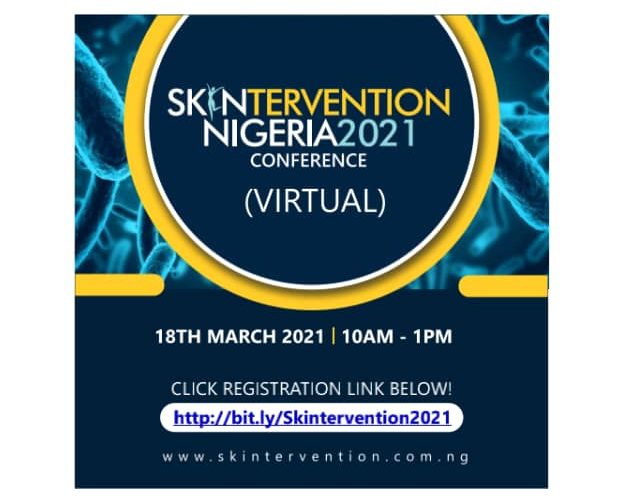 SKINTERVENTION
NIGERIA2021
CONFERENCE
(VIRTUAL)
18TH MARCH 2021 | 10AM - 1PM
CLICK REGISTRATION LINK BELOW!
http://bit.ly/Skintervention2021
www.skintervention.com.ng